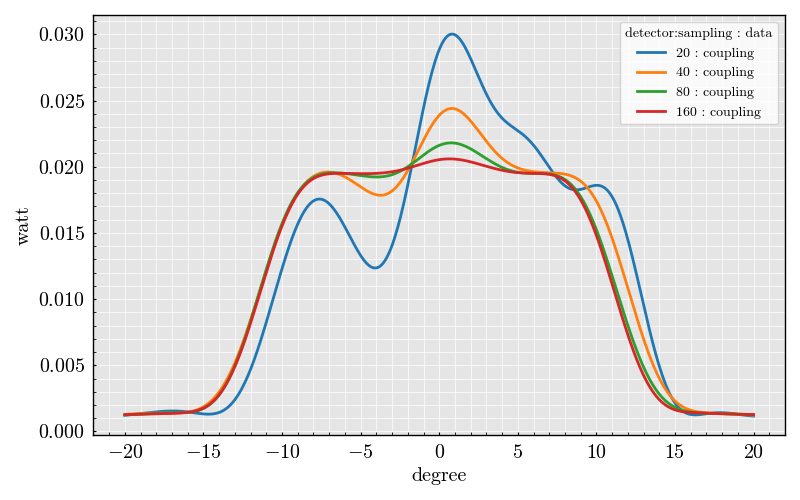 detector:sampling : data
20 : coupling
40 : coupling
80 : coupling
160 : coupling
0.030
0.025
0.020
0.015
0.010
0.005
0.000
watt
−20 −15 −10 −5 0 5 10 15 20
degree